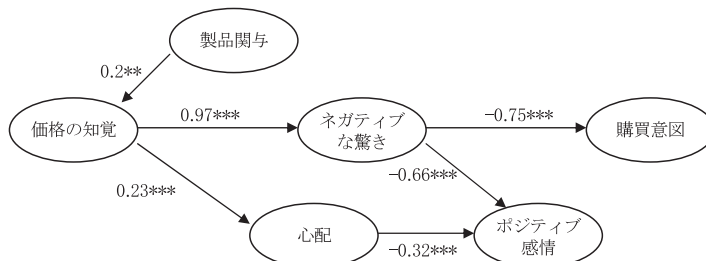 製品関与
0.2**
価格の知覚
0.97***
ネガティブ
な驚き
-0.75***
購買意図
-0.66***
0.23***
心配
-0.32***
ポジティブ
感情